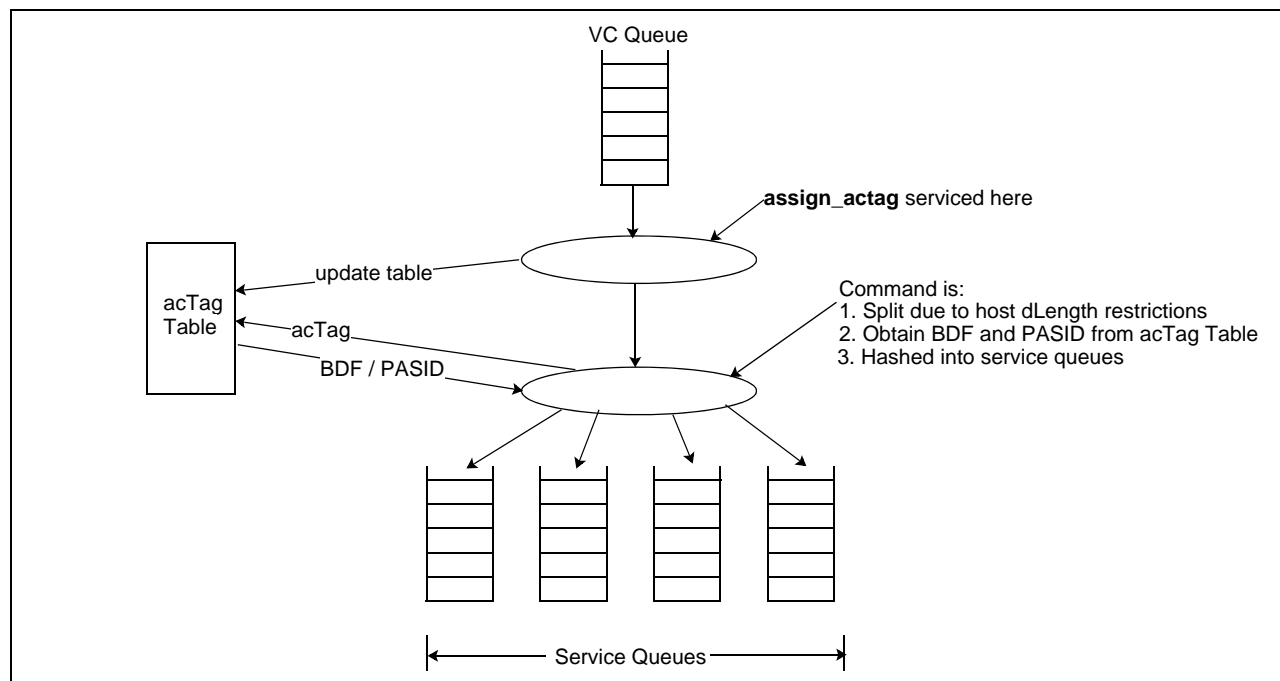 VC Queue
assign_actag serviced here
update table
acTag
Table
acTag
BDF / PASID
Command is:
1. Split due to host dLength restrictions
2. Obtain BDF and PASID from acTag Table
3. Hashed into service queues
Service Queues